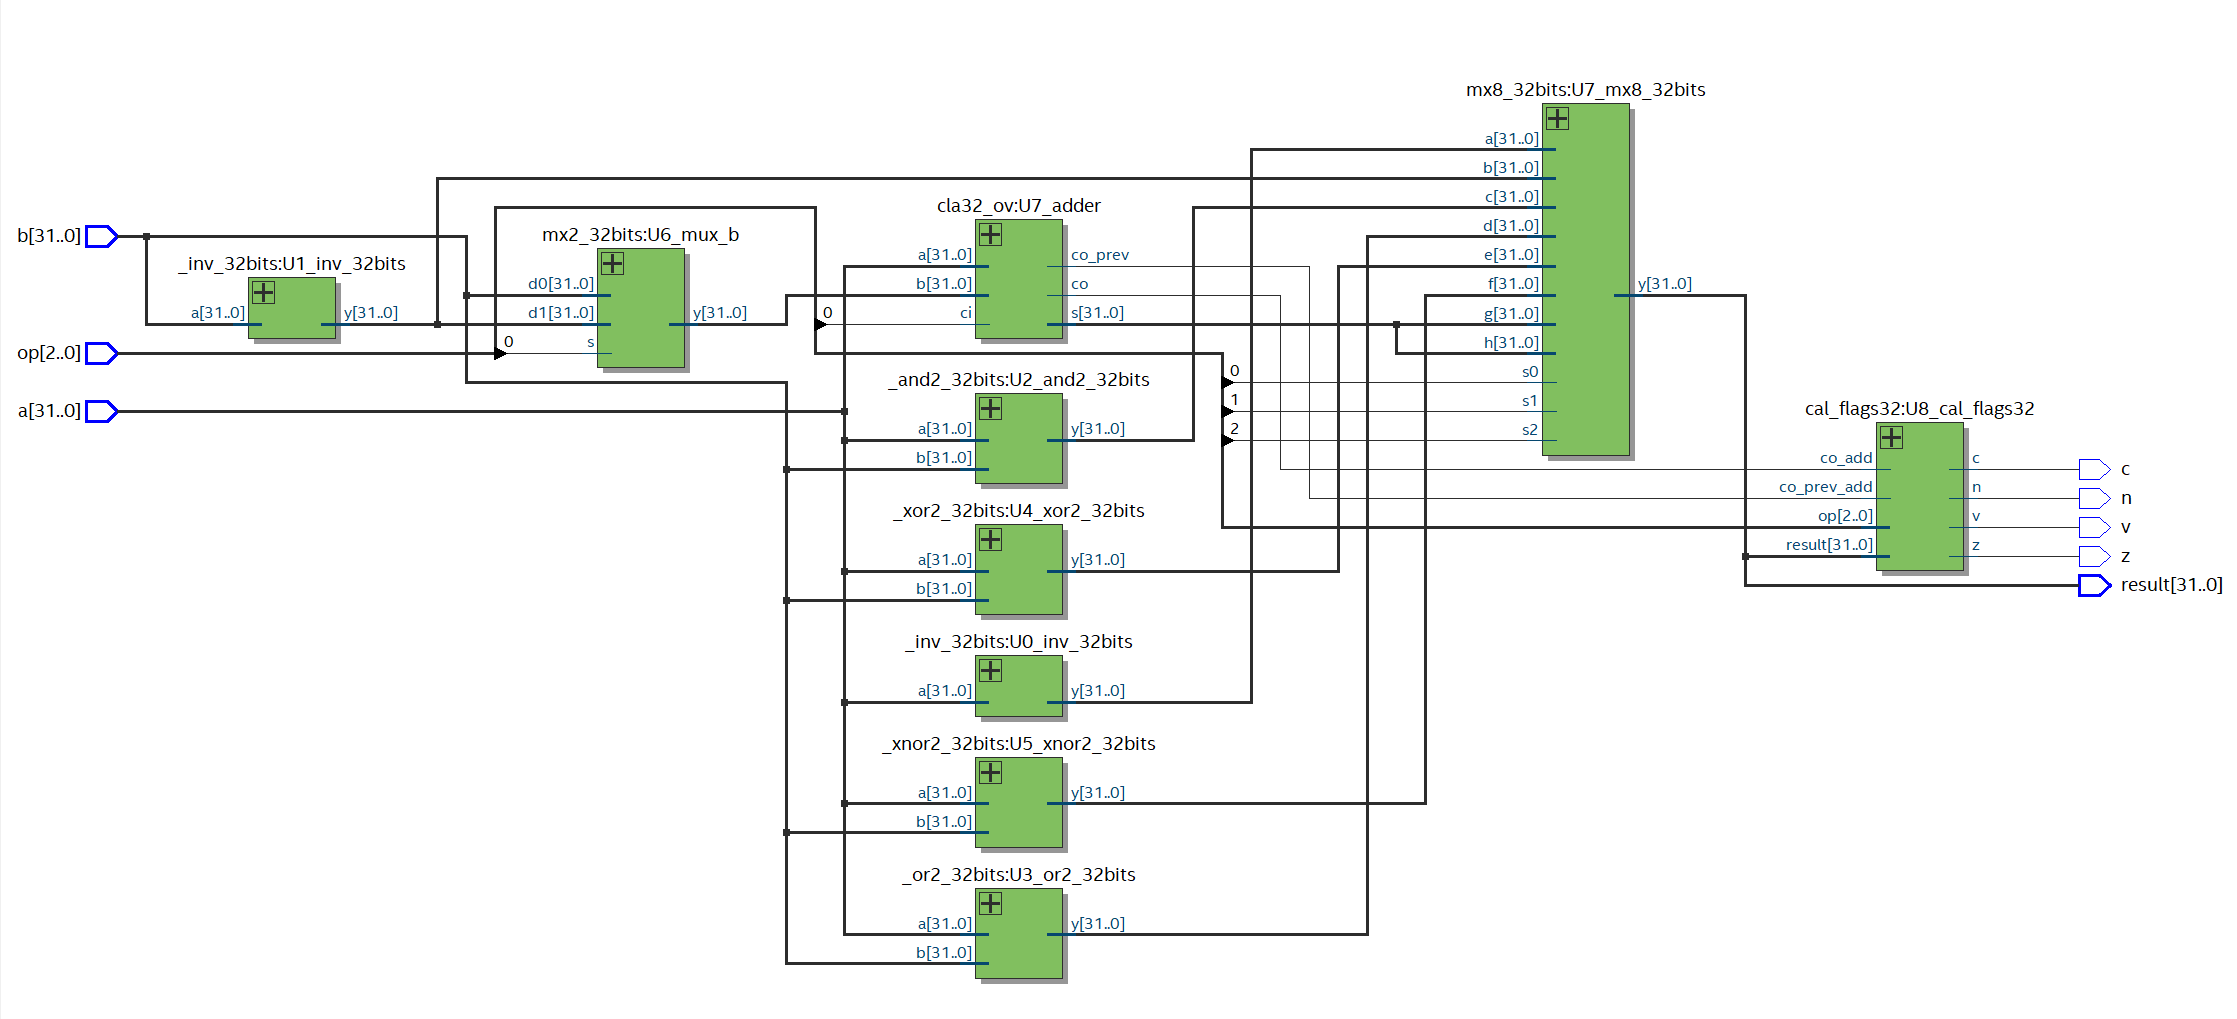 b[31..0]
op[2..0]
a[31..0]
_inv_32bits:U1_inv_32bits
a[31..0]
y[31..0]
mx2_32bits:U6_mux_b
d0[31..0]
d1[31..0]
0
s
y[31..0]
cla32_ov:U7_adder
a[31..0]
b[31..0]
0
ci
co_prev
co
s[31..0]
_and2_32bits:U2_and2_32bits
a[31..0]
b[31..0]
y[31..0]
_xor2_32bits:U4_xor2_32bits
a[31..0]
b[31..0]
y[31..0]
_inv_32bits:U0_inv_32bits
a[31..0]
y[31..0]
_xnor2_32bits:U5_xnor2_32bits
a[31..0]
b[31..0]
y[31..0]
_or2_32bits:U3_or2_32bits
a[31..0]
b[31..0]
y[31..0]
mx8_32bits:U7_mx8_32bits
a[31..0]
b[31..0]
c[31..0]
d[31..0]
e[31..0]
f[31..0]
g[31..0]
h[31..0]
0
s0
1
s1
2
s2
y[31..0]
cal_flags32:U8_cal_flags32
co_add
co_prev_add
op[2..0]
result[31..0]
c
n
v
z
c
n
v
z
result[31..0]